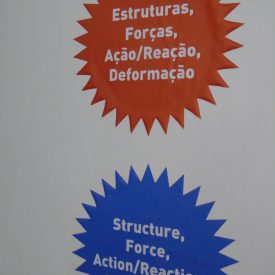 Estruturas,
Forças,
Ação/Reação,
Deformação
Structure,
Force,